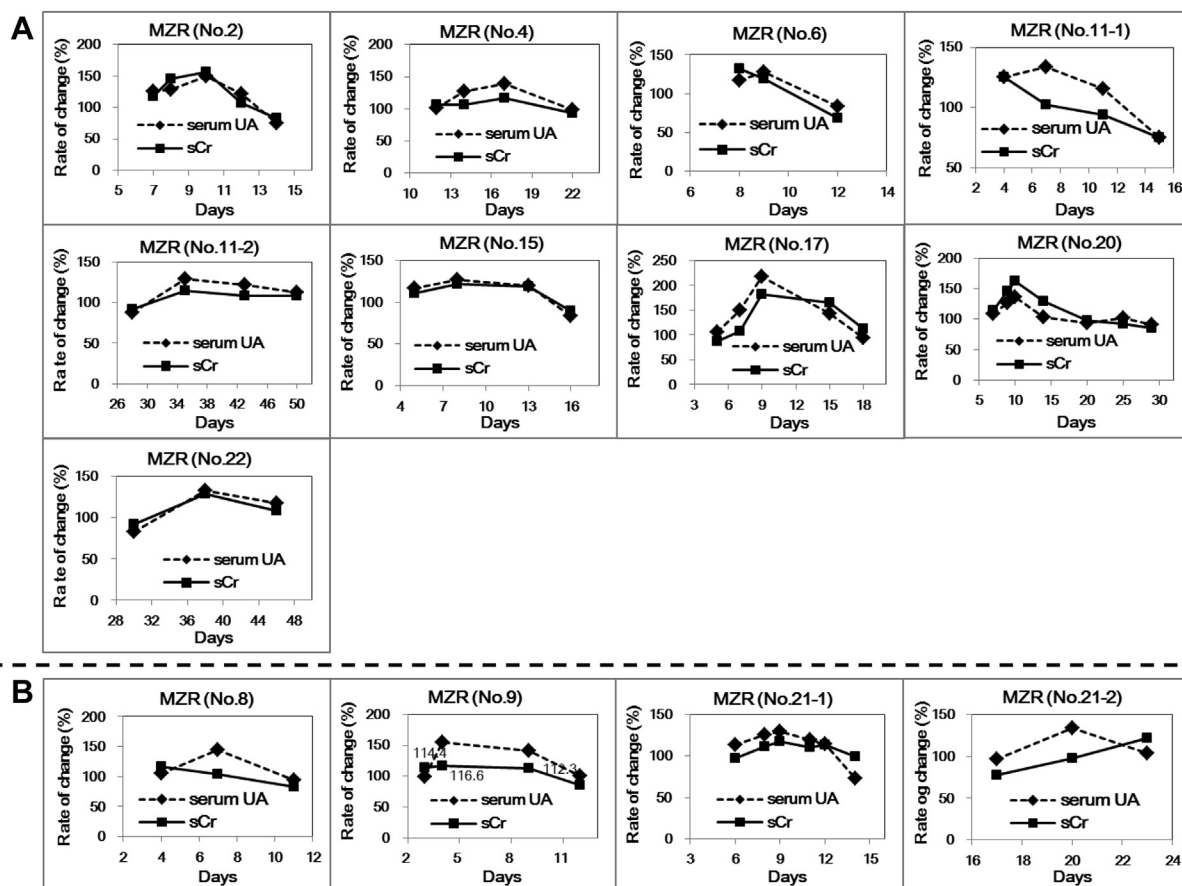 A
MZR (No.2)
Rate of change (%)
200
150
100
50
0
serum UA
sCr
5 7 9 11 13 15
Days
MZR (No.4)
Rate of change (%)
200
150
100
50
0
serum UA
sCr
10 13 16 19 22
Days
MZR (No.6)
Rate of change (%)
150
100
50
0
serum UA
sCr
6 8 10 12 14
Days
MZR (No.11-1)
Rate of change (%)
150
100
50
serum UA
sCr
2 4 6 8 10 12 14 16
Days
MZR (No.11-2)
Rate of change (%)
150
100
50
0
serum UA
sCr
26 30 34 38 42 46 50
Days
MZR (No.15)
Rate of change (%)
150
100
50
0
serum UA
sCr
4 7 10 13 16
Days
MZR (No.17)
Rate of change (%)
250
200
150
100
50
0
serum UA
sCr
3 6 9 12 15 18
Days
MZR (No.20)
Rate of change (%)
200
150
100
50
0
serum UA
sCr
5 10 15 20 25 30
Days
MZR (No.22)
Rate of change (%)
150
100
50
0
serum UA
sCr
28 32 36 40 44 48
Days
B
MZR (No.8)
Rate of change (%)
200
150
100
50
0
serum UA
sCr
2 4 6 8 10 12
Days
MZR (No.9)
Rate of change (%)
200
150
100
50
0
114.4
116.6
112.3
serum UA
sCr
2 5 8 11
Days
MZR (No.21-1)
Rate of change (%)
150
100
50
0
serum UA
sCr
3 6 9 12 15
Days
MZR (No.21-2)
Rate og change (%)
150
100
50
0
serum UA
sCr
16 18 20 22 24
Days